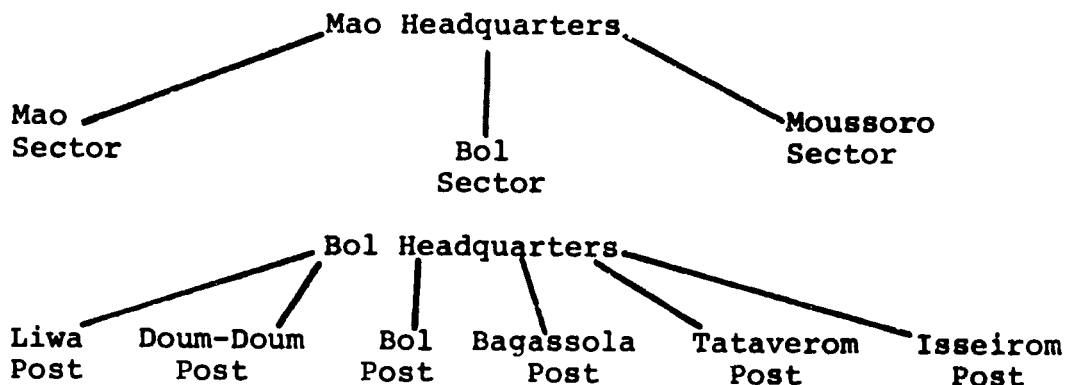 Mao Headquarters
Mao Sector
Bol Sector
Moussoro Sector
Bol Headquarters
Liwa Post
Doum-Doum Post
Bol Post
Bagassola Post
Tataverom Post
Isseirom Post